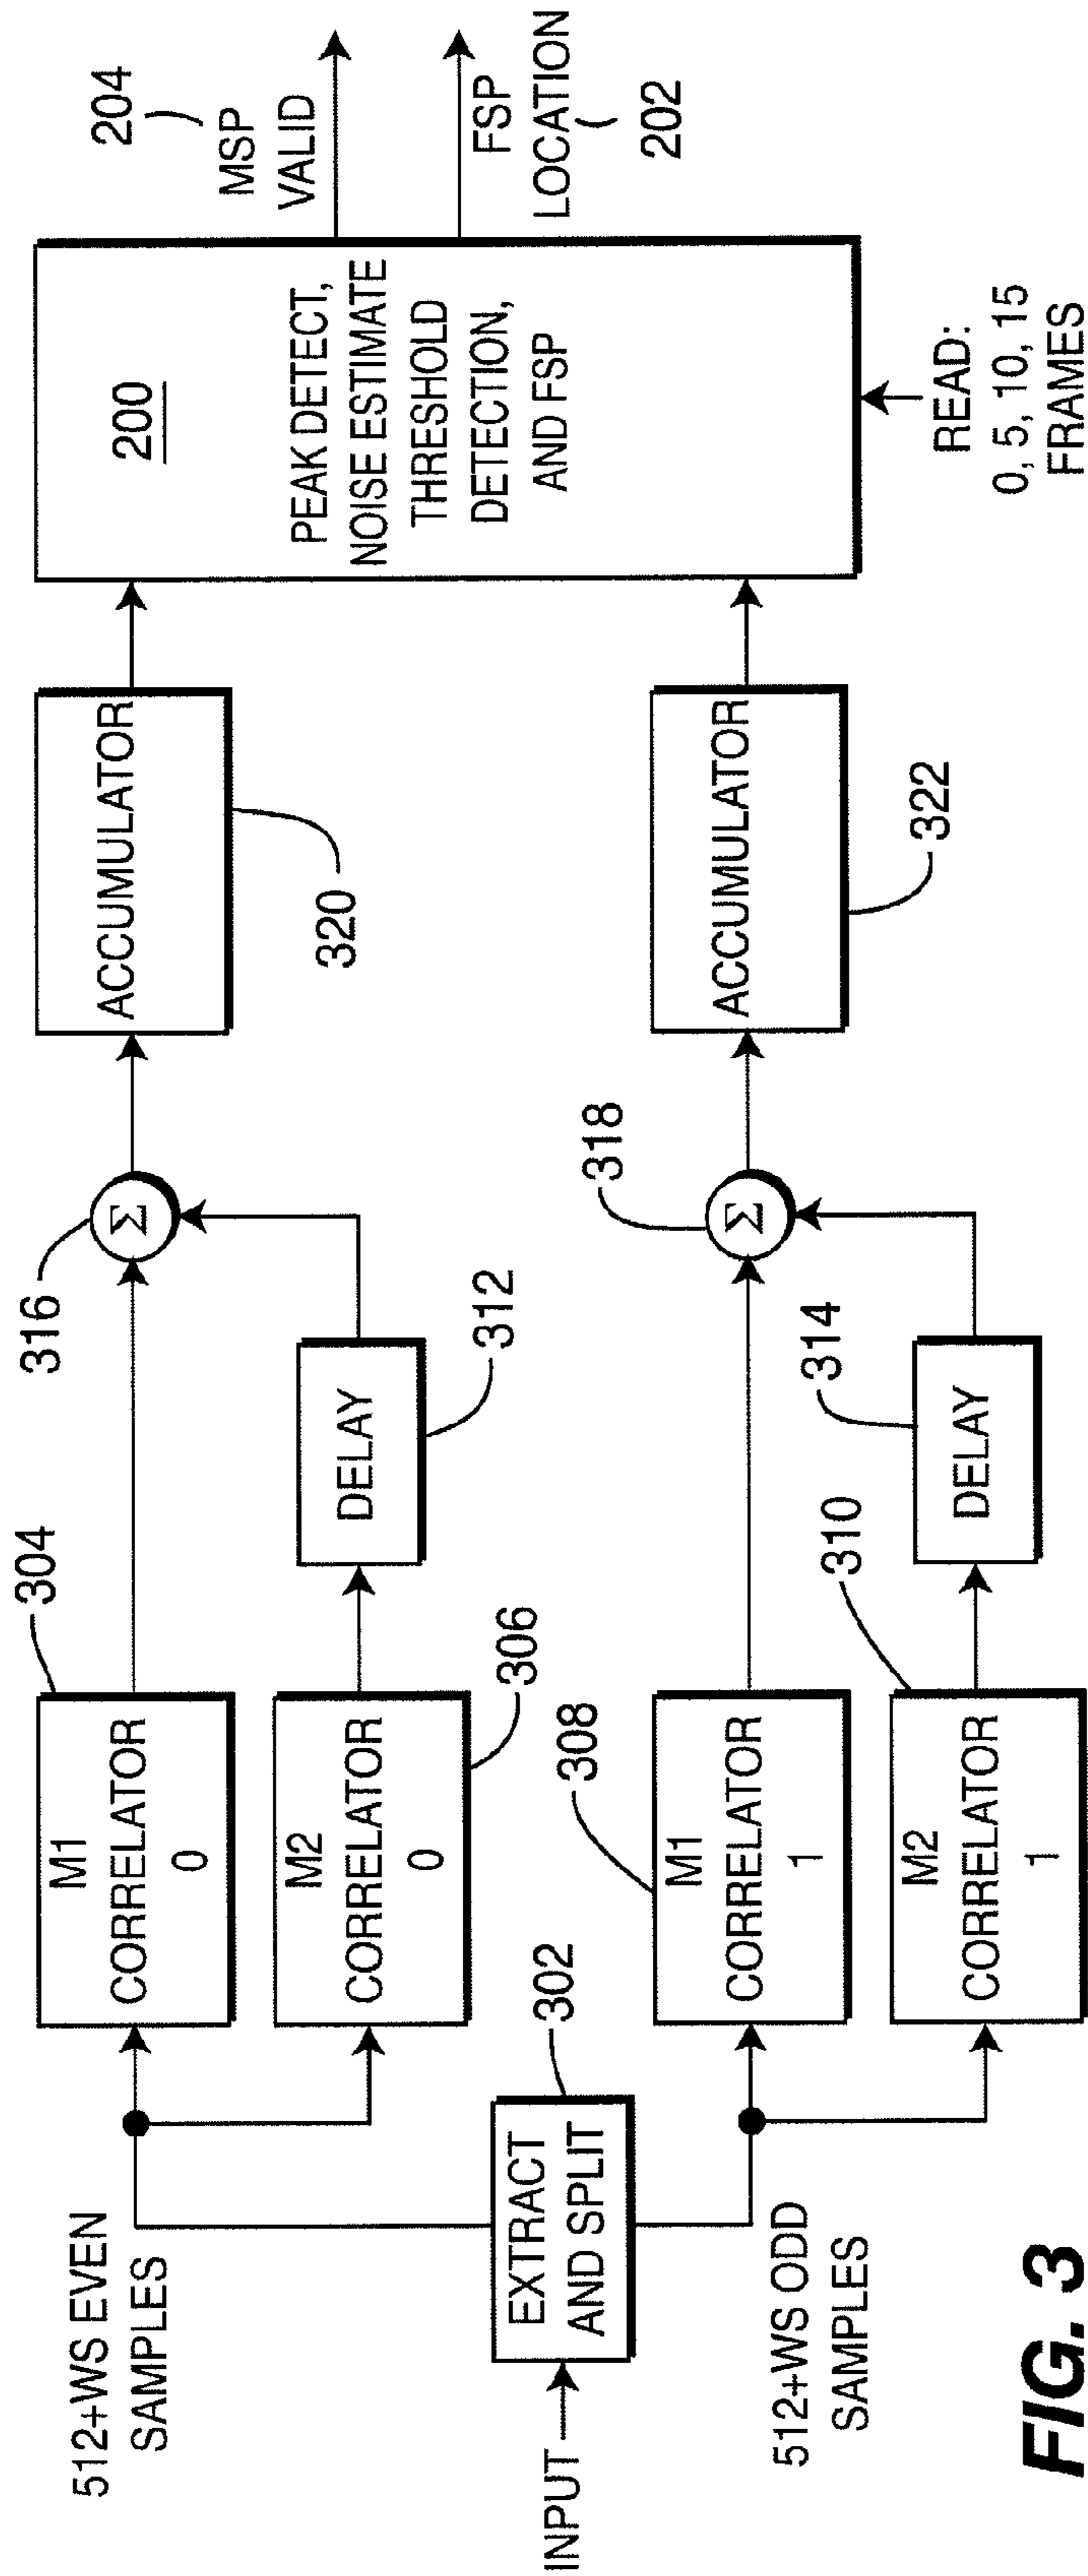 INPUT
EXTRACT
AND SPLIT
302
512+WS EVEN
SAMPLES
512+WS ODD
SAMPLES
M1
CORRELATOR
0
304
M2
CORRELATOR
0
306
M1
CORRELATOR
1
308
M2
CORRELATOR
1
310
DELAY
312
DELAY
314
Σ
316
Σ
318
ACCUMULATOR
320
ACCUMULATOR
322
200
PEAK DETECT,
NOISE ESTIMATE
THRESHOLD
DETECTION,
AND FSP
READ:
0, 5, 10, 15
FRAMES
204
MSP
VALID
FSP
LOCATION
202
FIG. 3